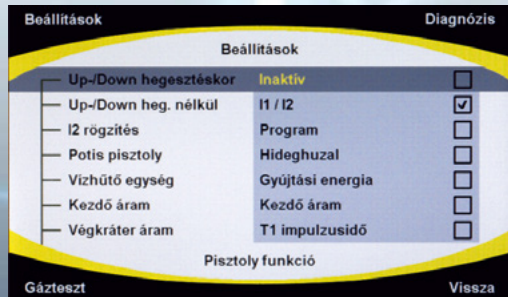 Beállítások Diagnózis
Beállítások
Up-/Down hegesztéskor Inaktív
Up-/Down heg. nélkül I1 / I2
I2 rögzítés Program
Potis pisztoly Hideghuzal
Vízhűtő egység Gyújtási energia
Kezdő áram Kezdő áram
Végkráter áram T1 impulzusidő
Pisztoly funkció
Gázteszt Vissza